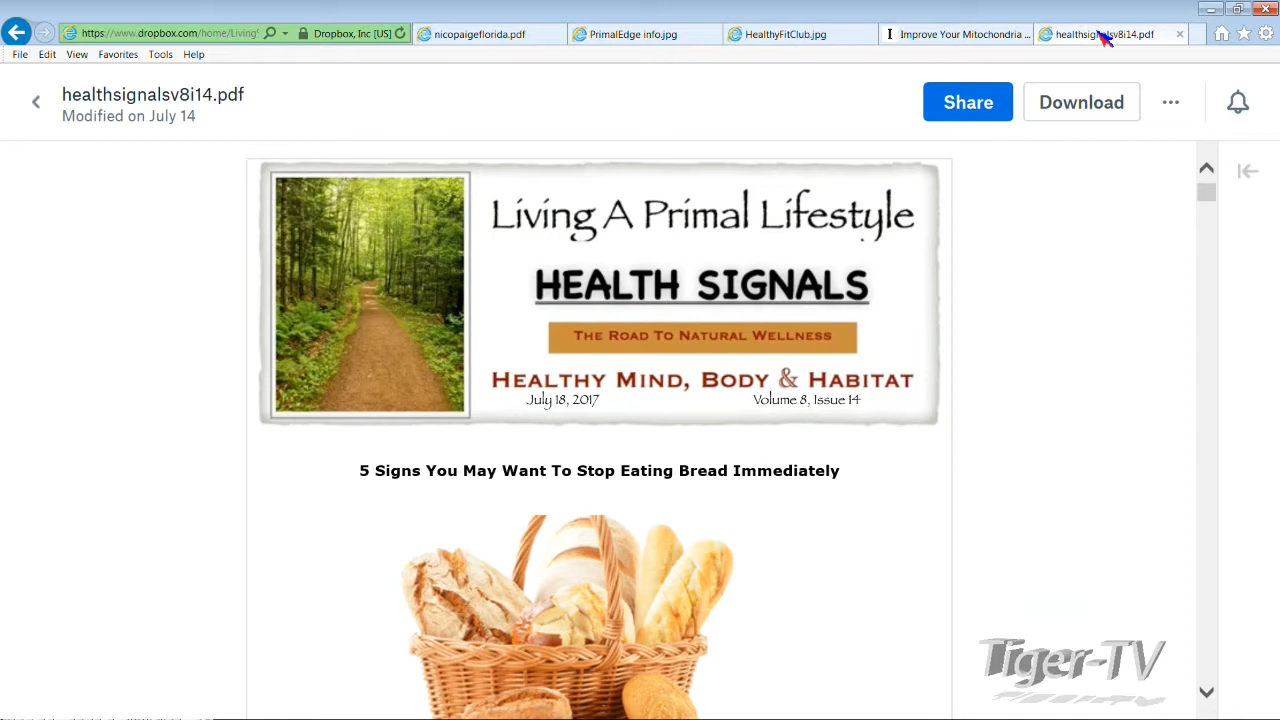 https://www.dropbox.com/home/Living
Dropbox, Inc [US]
nicopaigeflorida.pdf
PrimalEdge info.jpg
HealthyFitClub.jpg
Improve Your Mitochondria ...
healthsignalsv8i14.pdf
File Edit View Favorites Tools Help
healthsignalsv8i14.pdf
Share
Download
Modified on July 14
Living A Primal Lifestyle
HEALTH SIGNALS
THE ROAD TO NATURAL WELLNESS
HEALTHY MIND, BODY & HABITAT
July 18, 2017 Volume 8, Issue 14
5 Signs You May Want To Stop Eating Bread Immediately
Tiger-TV